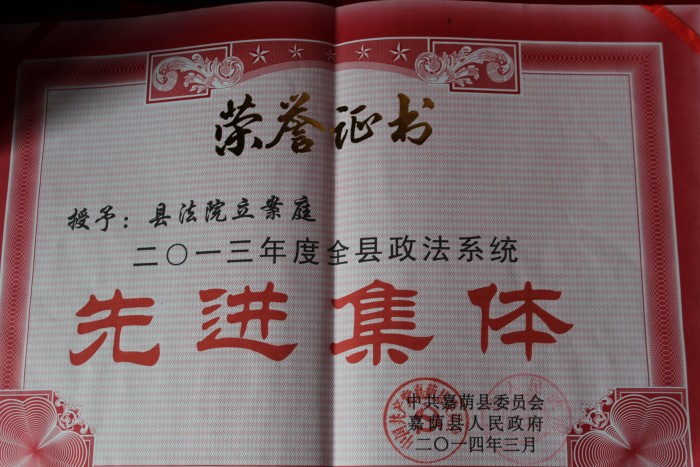 荣誉证书
授予：县法院立案庭
二〇一三年度全县政法系统
先进集体
中共嘉荫县委员会
嘉荫县人民政府
二〇一四年三月